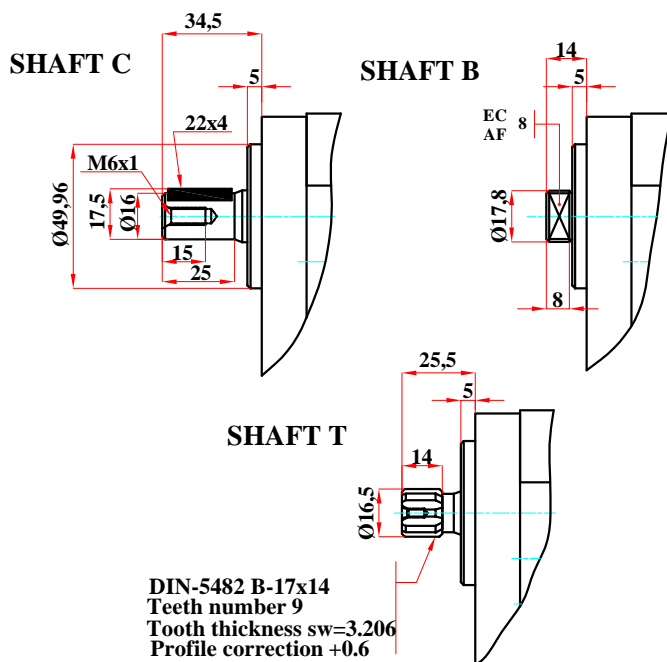 34,5
SHAFT C
5
22x4
M6x1
Ø49,96
17,5
Ø16
15
25
14
SHAFT B
5
EC
AF 8
Ø17,8
8
25,5
5
SHAFT T
14
Ø16,5
DIN-5482 B-17x14
Teeth number 9
Tooth thickness sw=3.206
Profile correction +0.6